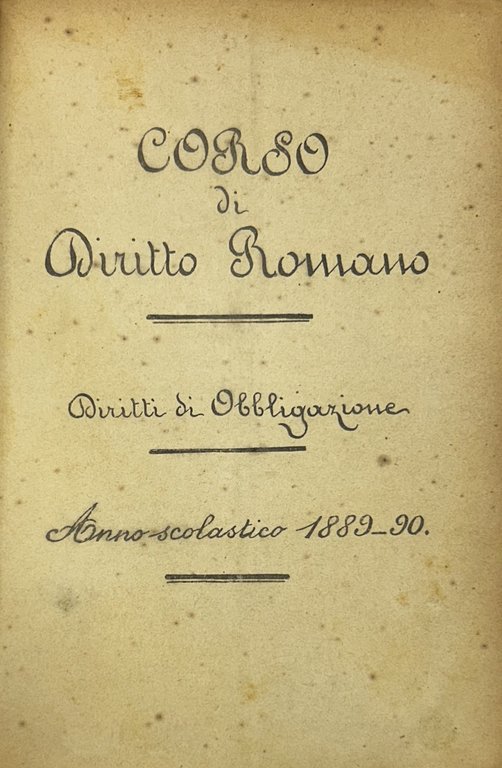 CORSO
di
Diritto Romano
Diritti di Obbligazione
Anno scolastico 1889-90.